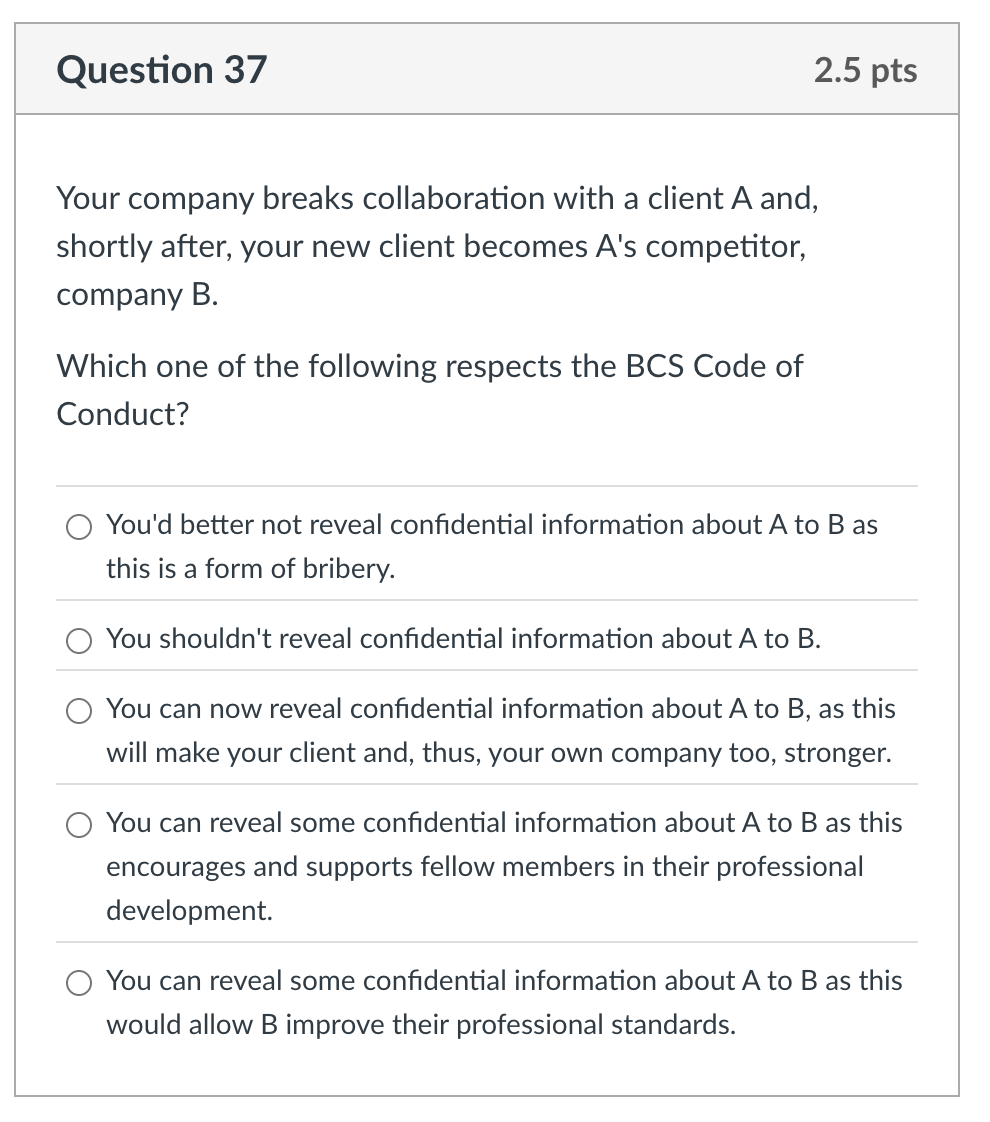 Question 37
2.5 pts
Your company breaks collaboration with a client A and,
shortly after, your new client becomes A's competitor,
company B.
Which one of the following respects the BCS Code of
Conduct?
You'd better not reveal confidential information about A to B as
this is a form of bribery.
You shouldn't reveal confidential information about A to B.
You can now reveal confidential information about A to B, as this
will make your client and, thus, your own company too, stronger.
You can reveal some confidential information about A to B as this
encourages and supports fellow members in their professional
development.
You can reveal some confidential information about A to B as this
would allow B improve their professional standards.